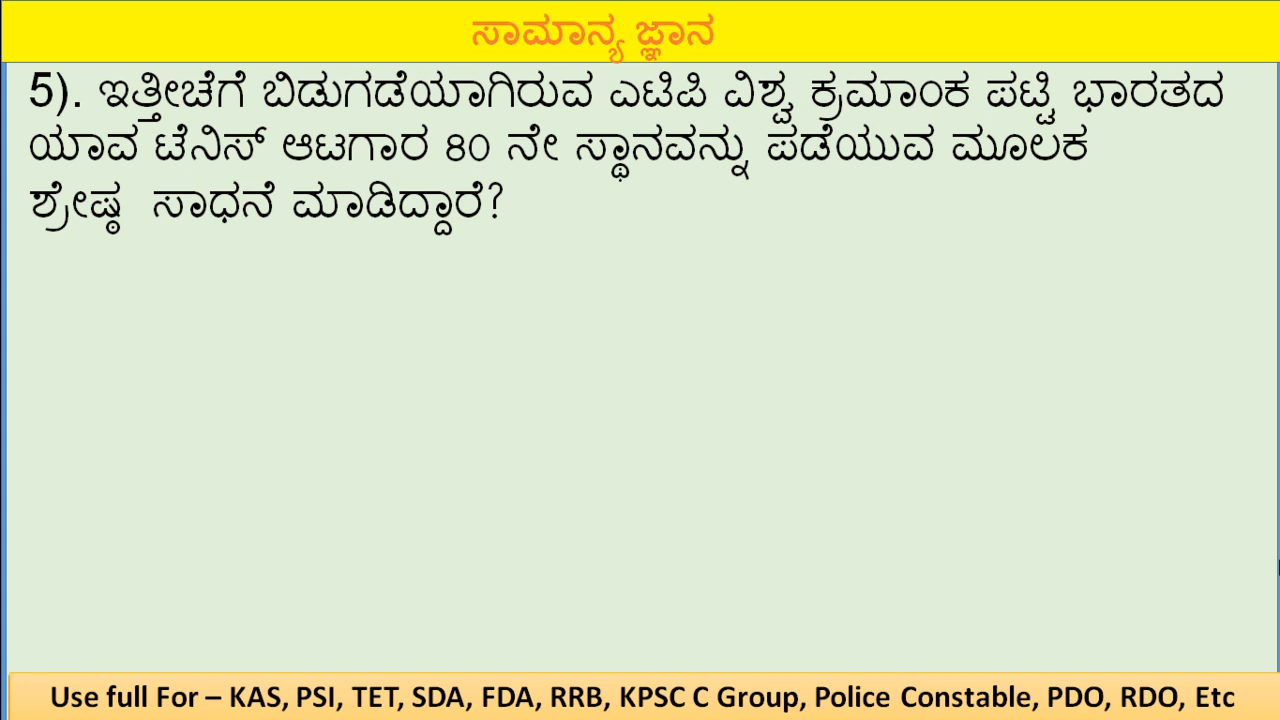 ಸಾಮಾನ್ಯ ಜ್ಞಾನ
5). ಇತ್ತೀಚೆಗೆ ಬಿಡುಗಡೆಯಾಗಿರುವ ಎಟಿಪಿ ವಿಶ್ವ ಕ್ರಮಾಂಕ ಪಟ್ಟಿ ಭಾರತದ
ಯಾವ ಟೆನಿಸ್ ಆಟಗಾರ 80 ನೇ ಸ್ಥಾನವನ್ನು ಪಡೆಯುವ ಮೂಲಕ
ಶ್ರೇಷ್ಠ ಸಾಧನೆ ಮಾಡಿದ್ದಾರೆ?
Use full For – KAS, PSI, TET, SDA, FDA, RRB, KPSC C Group, Police Constable, PDO, RDO, Etc